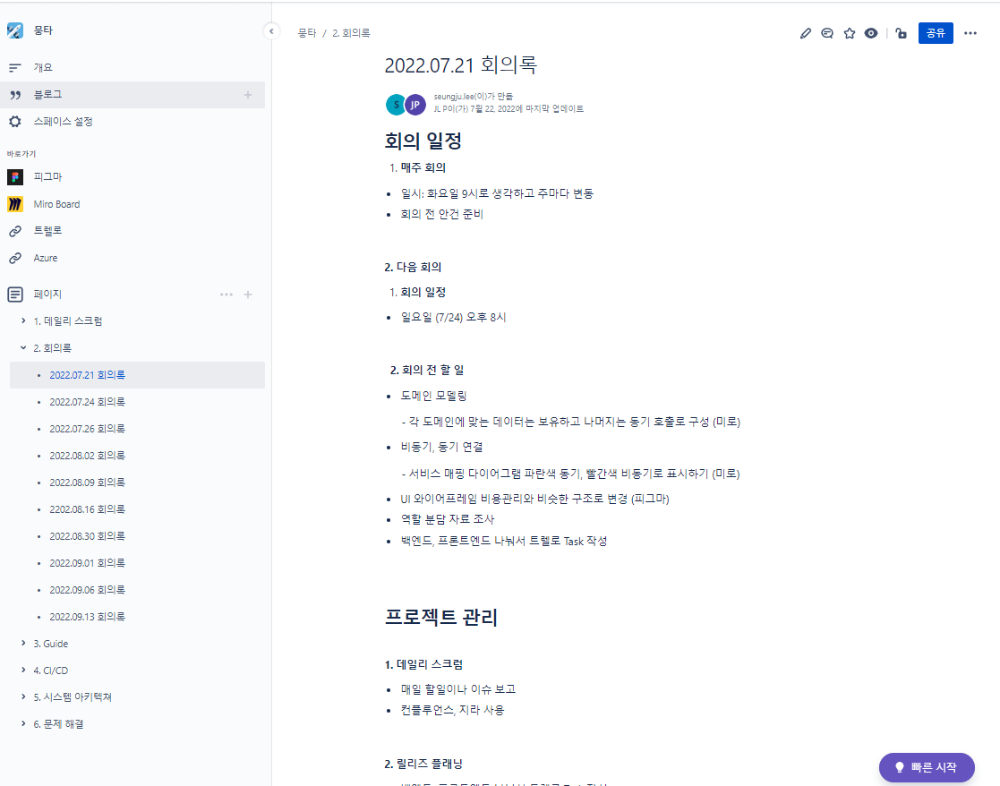 뭉타
개요
블로그
스페이스 설정
바로가기
피그마
Miro Board
트렐로
Azure
페이지
1. 데일리 스크럼
2. 회의록
2022.07.21 회의록
2022.07.24 회의록
2022.07.26 회의록
2022.08.02 회의록
2022.08.09 회의록
2202.08.16 회의록
2022.08.30 회의록
2022.09.01 회의록
2022.09.06 회의록
2022.09.13 회의록
3. Guide
4. CI/CD
5. 시스템 아키텍쳐
6. 문제 해결
뭉타 / 2. 회의록
공유
2022.07.21 회의록
S JP
seungju.lee(이)가 만듦
JL P이(가) 7월 22, 2022에 마지막 업데이트
회의 일정
1. 매주 회의
• 일시: 화요일 9시로 생각하고 주마다 변동
• 회의 전 안건 준비
2. 다음 회의
1. 회의 일정
• 일요일 (7/24) 오후 8시
2. 회의 전 할 일
• 도메인 모델링
- 각 도메인에 맞는 데이터는 보유하고 나머지는 동기 호출로 구성 (미로)
• 비동기, 동기 연결
- 서비스 매핑 다이어그램 파란색 동기, 빨간색 비동기로 표시하기 (미로)
• UI 와이어프레임 비용관리와 비슷한 구조로 변경 (피그마)
• 역할 분담 자료 조사
• 백엔드, 프론트엔드 나눠서 트렐로 Task 작성
프로젝트 관리
1. 데일리 스크럼
• 매일 할일이나 이슈 보고
• 컨플루언스, 지라 사용
2. 릴리즈 플래닝
빠른 시작